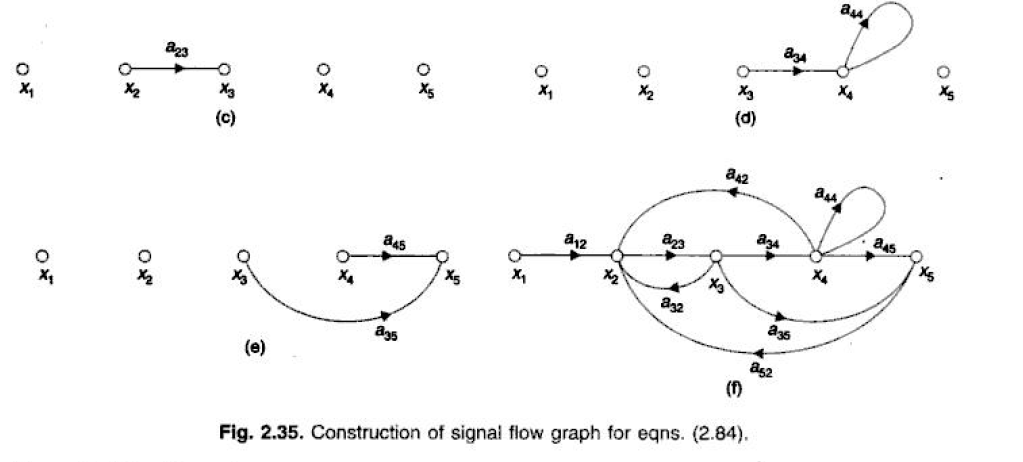 a₂₃
x₁ x₂ x₃ x₄ x₅
(c)
a₄₄
a₃₄
x₁ x₂ x₃ x₄ x₅
(d)
a₄₅
x₁ x₂ x₃ x₄ x₅
a₃₅
(e)
a₄₂
a₄₄
a₁₂ a₂₃ a₃₄ a₄₅
x₁ x₂ x₃ x₄ x₅
a₃₂
a₃₅
a₅₂
(f)
Fig. 2.35. Construction of signal flow graph for eqns. (2.84).